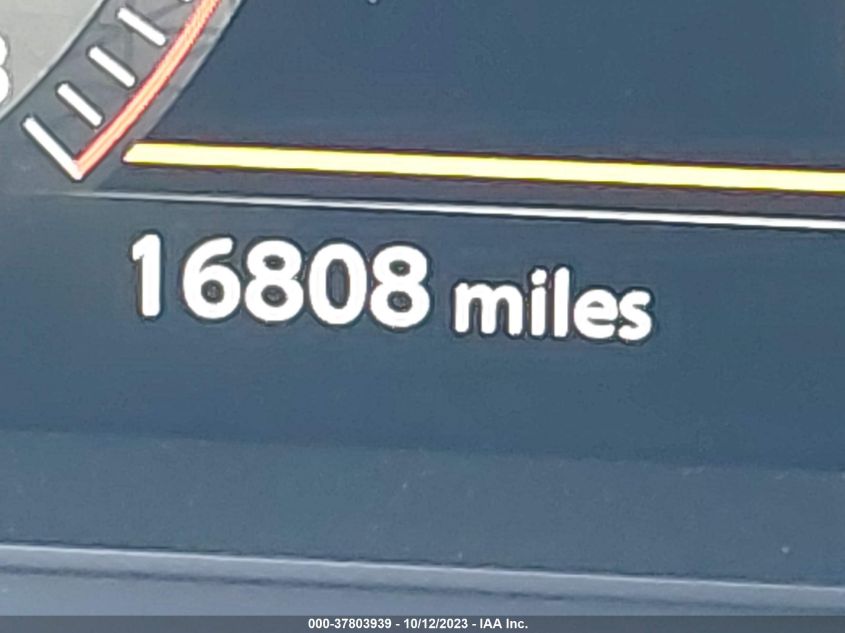 16808 miles
000-37803939 - 10/12/2023 - IAA Inc.